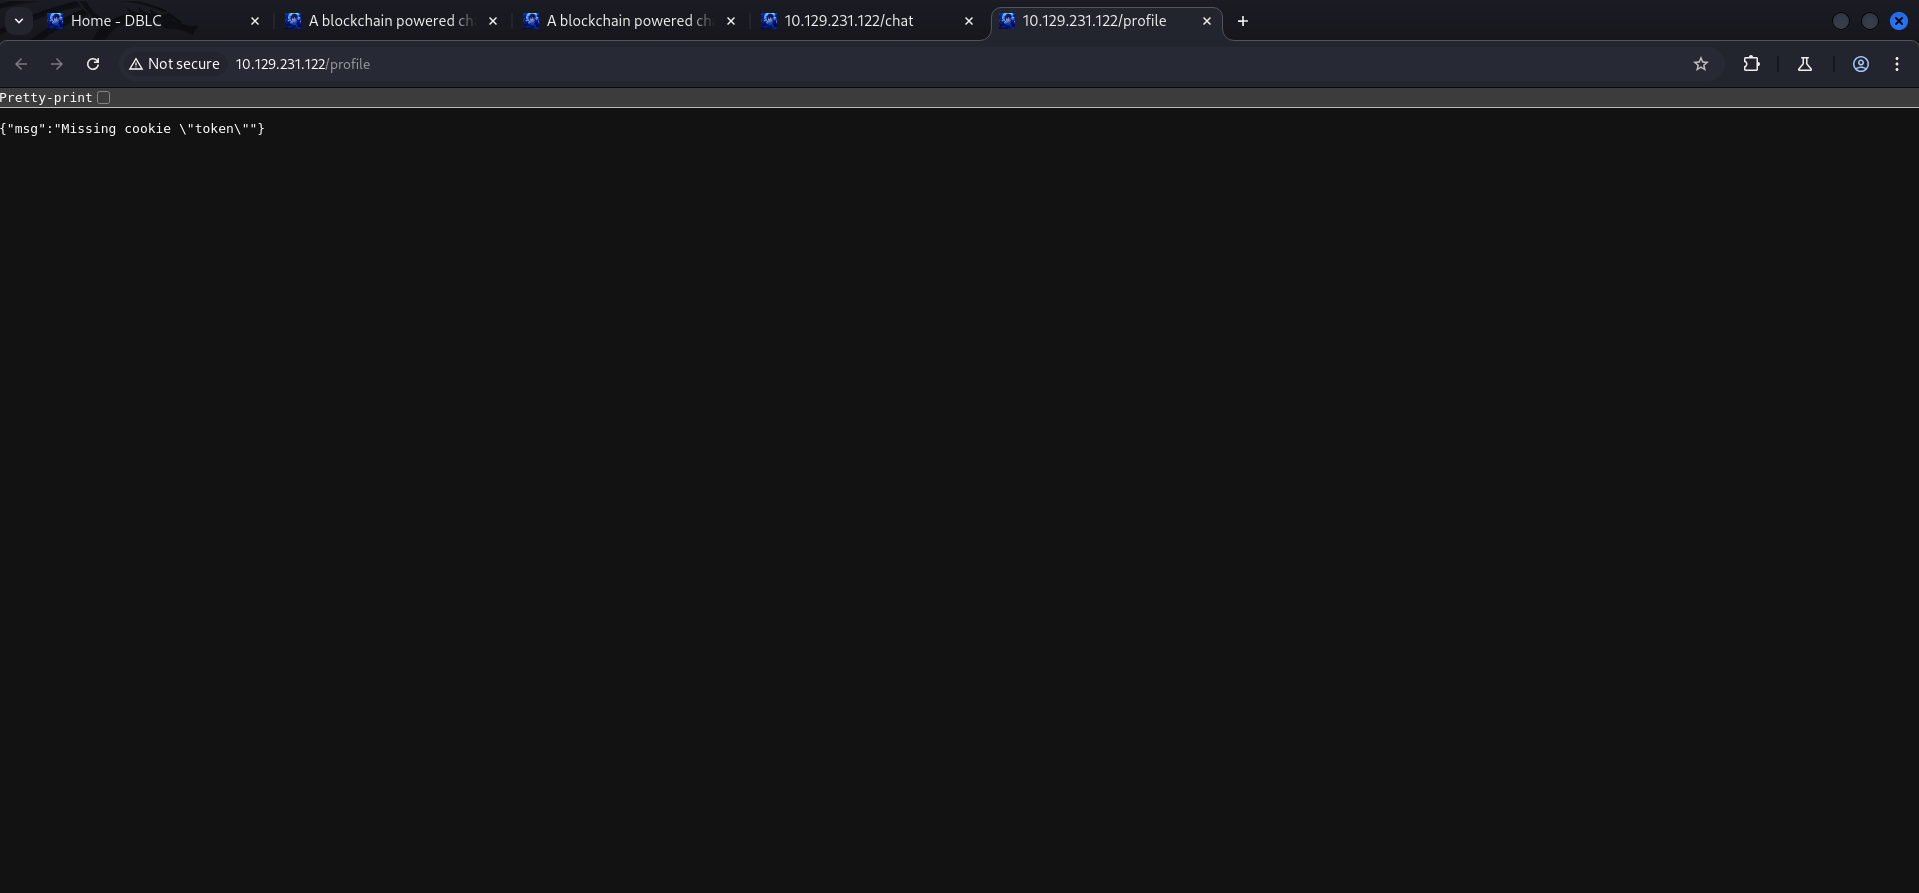 Home - DBLC
A blockchain powered ch
A blockchain powered ch
10.129.231.122/chat
10.129.231.122/profile
Not secure
10.129.231.122/profile
Pretty-print
{"msg":"Missing cookie \"token\""}